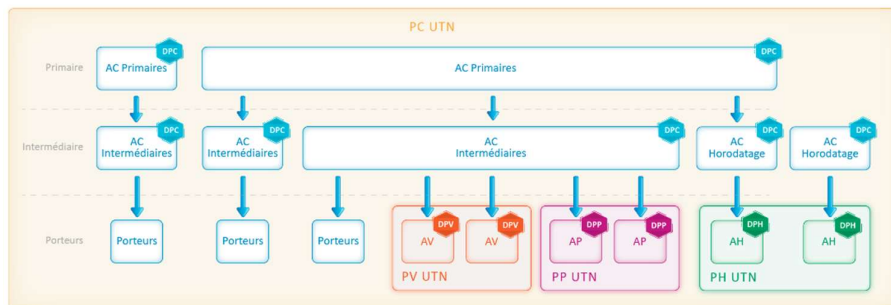 PC UTN
Primaire
AC Primaires
DPC
AC Primaires
DPC
Intermédiaire
AC
Intermédiaires
DPC
AC
Intermédiaires
DPC
AC
Intermédiaires
DPC
AC
Horodatage
DPC
AC
Horodatage
DPC
Porteurs
Porteurs
Porteurs
Porteurs
AV
DPV
AV
DPV
PV UTN
AP
DPP
AP
DPP
PP UTN
AH
DPH
AH
DPH
PH UTN